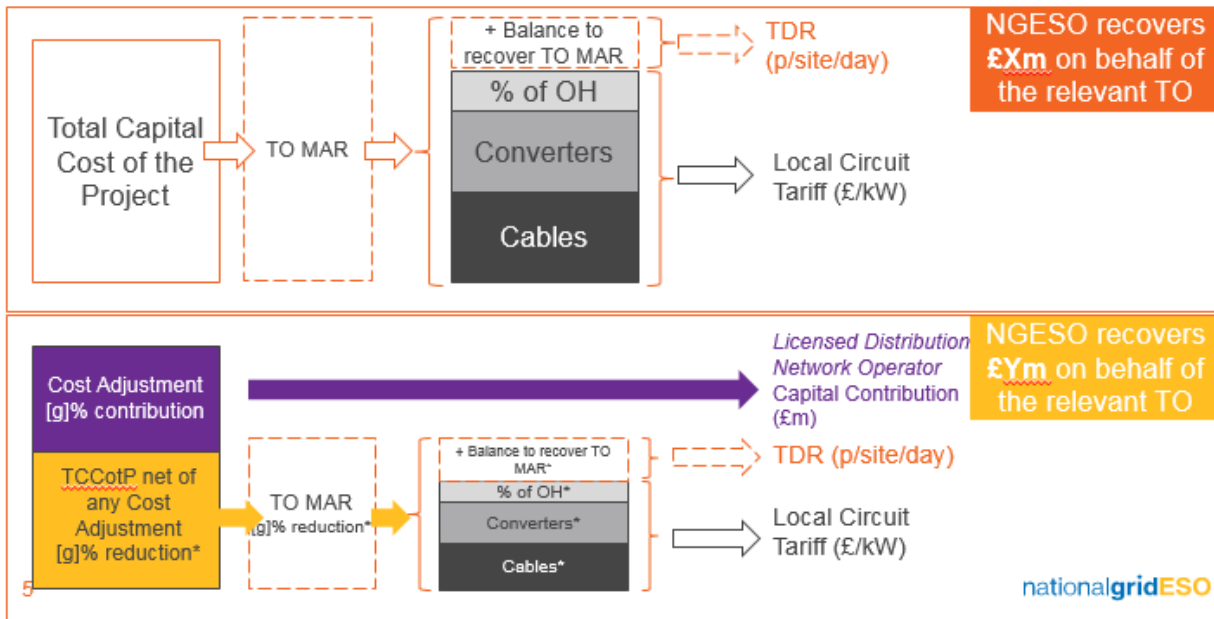 + Balance to
recover TO MAR
% of OH
Converters
Cables
Total Capital
Cost of the
Project
TO MAR
TDR
(p/site/day)
Local Circuit
Tariff (£/kW)
NGESO recovers
£Xm on behalf of
the relevant TO
Cost Adjustment
[g]% contribution
Licensed Distribution
Network Operator
Capital Contribution
(£m)
NGESO recovers
£Ym on behalf of
the relevant TO
TCCotP net of
any Cost
Adjustment
[g]% reduction*
TO MAR
[g]% reduction*
+ Balance to recover TO
MAR*
% of OH*
Converters*
Cables*
TDR (p/site/day)
Local Circuit
Tariff (£/kW)
5
nationalgridESO